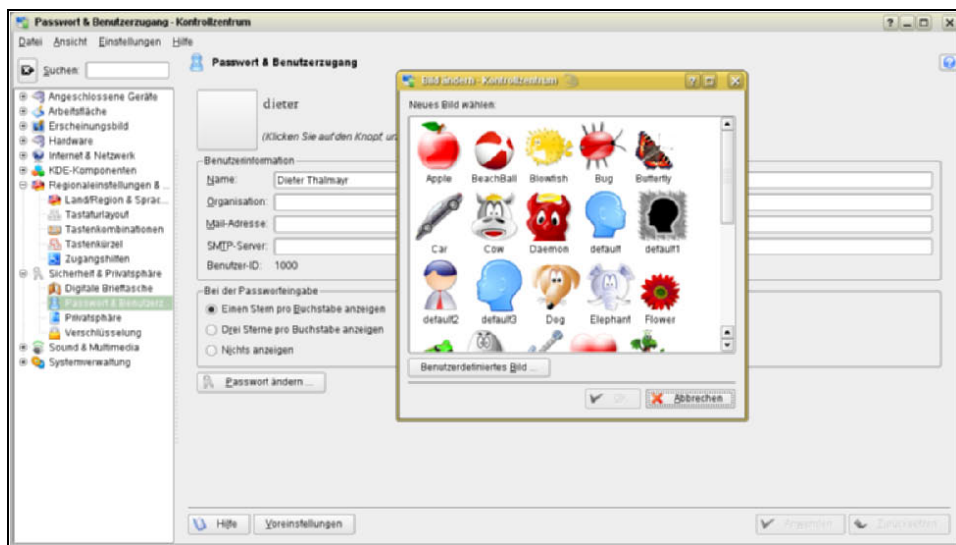 Passwort & Benutzerzugang - Kontrollzentrum
Datei Ansicht Einstellungen Hilfe
Suchen:
Angeschlossene Geräte
Arbeitsfläche
Erscheinungsbild
Hardware
Internet & Netzwerk
KDE-Komponenten
Regionaleinstellungen & ...
Land/Region & Sprac...
Tastaturlayout
Tastenkombinationen
Tastenkürzel
Zugangshilfen
Sicherheit & Privatsphäre
Digitale Brieftasche
Passwort & Benutzerz...
Privatsphäre
Verschlüsselung
Sound & Multimedia
Systemverwaltung
Passwort & Benutzerzugang
dieter
(Klicken Sie auf den Knopf, un
Benutzerinformation
Name: Dieter Thalmayr
Organisation:
Mail-Adresse:
SMTP-Server:
Benutzer-ID: 1000
Bei der Passworteingabe
Einen Stern pro Buchstabe anzeigen
Drei Sterne pro Buchstabe anzeigen
Nichts anzeigen
Passwort ändern ...
Hilfe
Voreinstellungen
Anwenden
Zurücksetzen
Bild ändern - Kontrollzentrum
Neues Bild wählen:
Apple BeachBall Blowfish Bug Butterfly
Car Cow Daemon default default1
default2 default3 Dog Elephant Flower
Benutzerdefiniertes Bild ...
Abbrechen